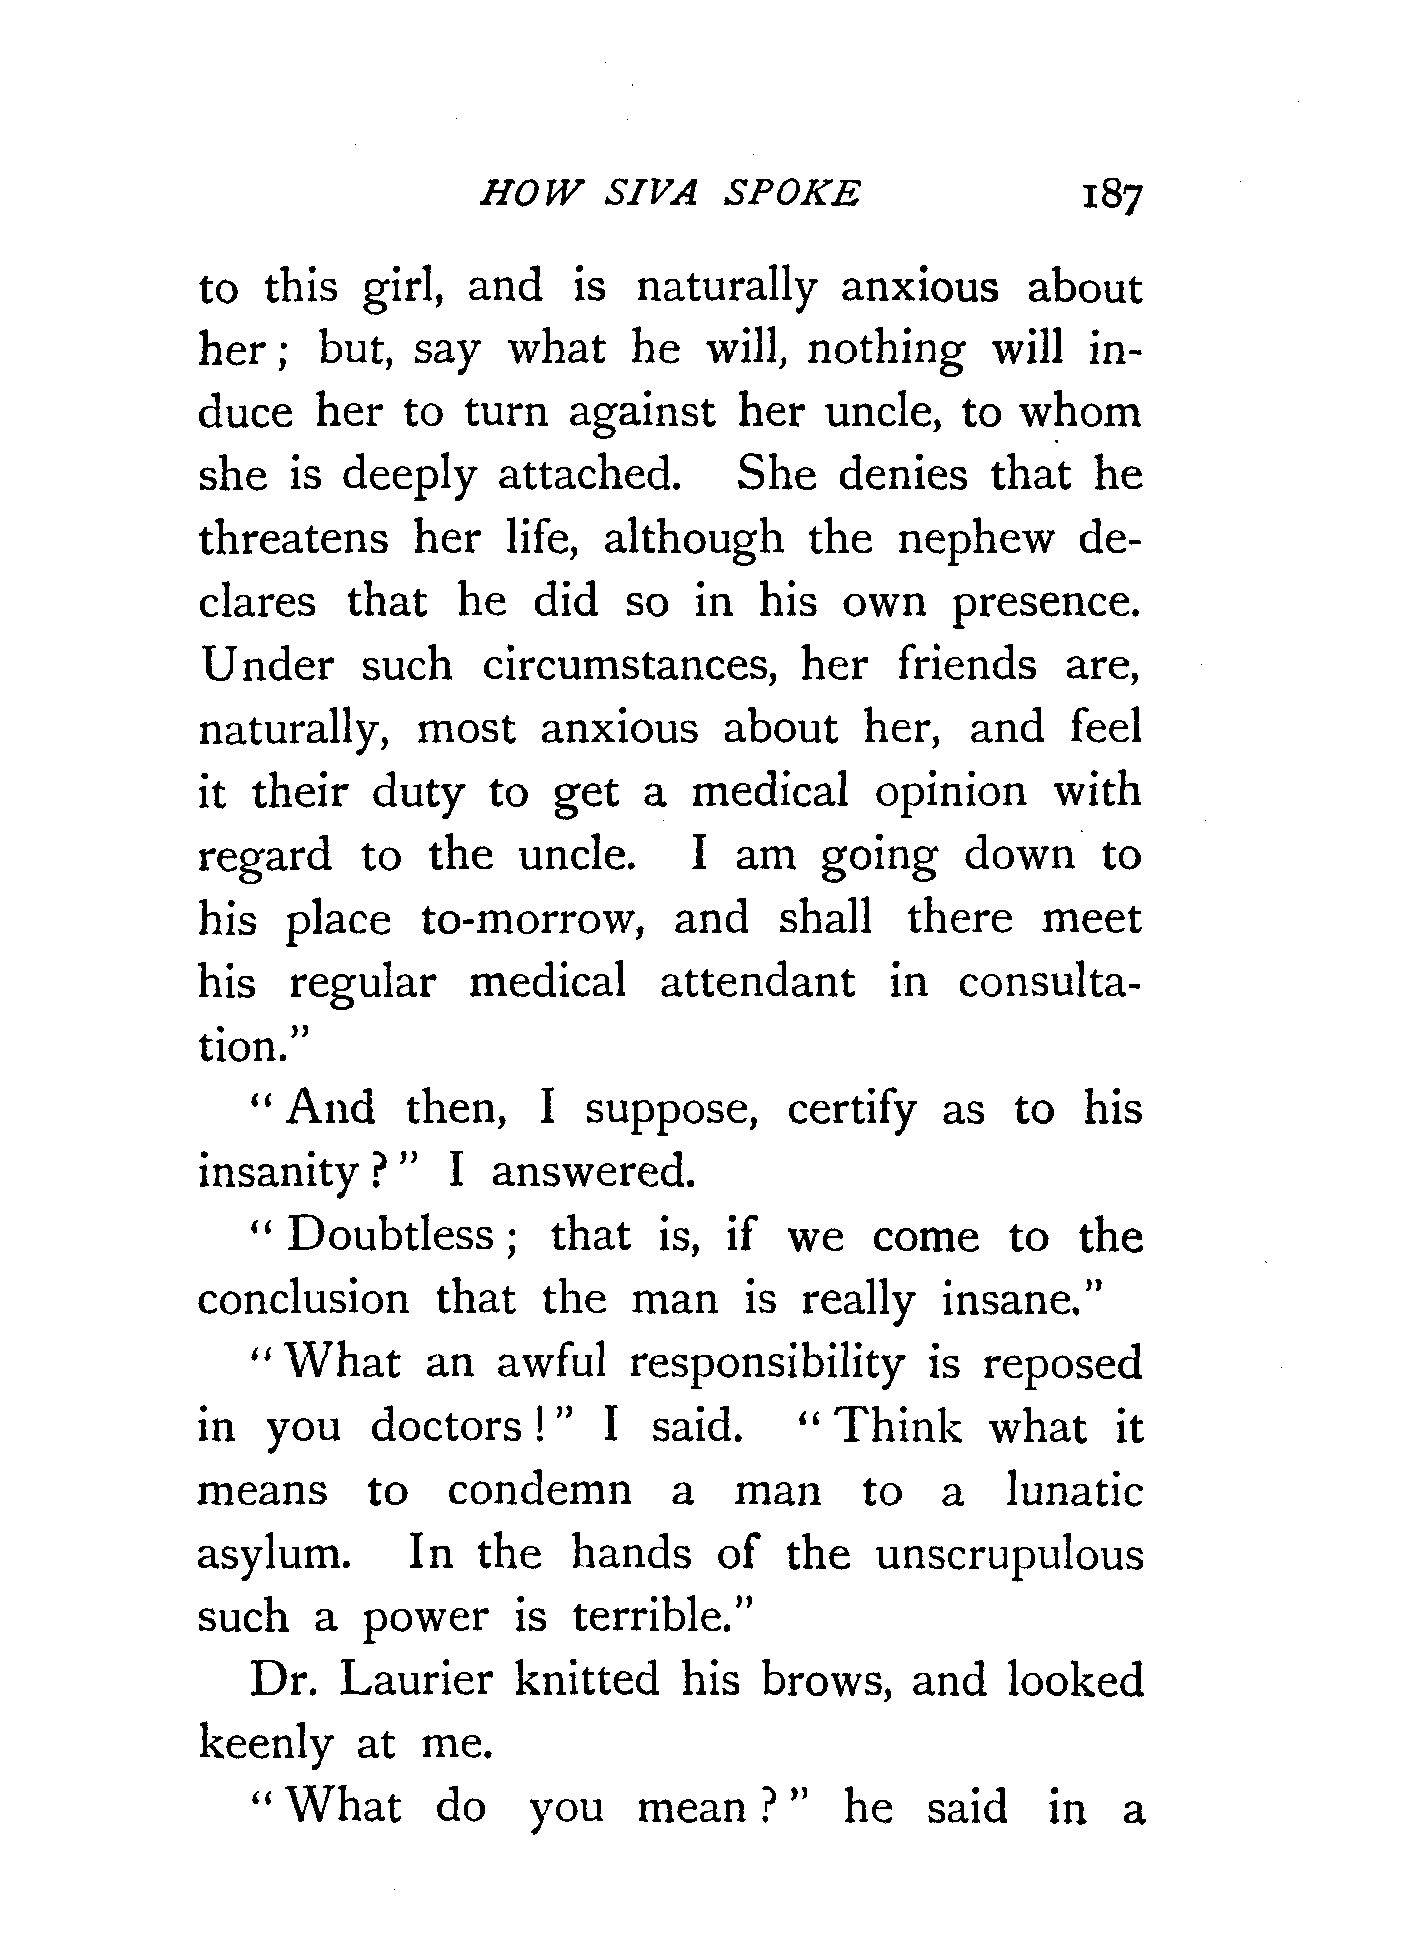 HOW SIVA SPOKE 187
to this girl, and is naturally anxious about
her ; but, say what he will, nothing will in-
duce her to turn against her uncle, to whom
she is deeply attached. She denies that he
threatens her life, although the nephew de-
clares that he did so in his own presence.
Under such circumstances, her friends are,
naturally, most anxious about her, and feel
it their duty to get a medical opinion with
regard to the uncle. I am going down to
his place to-morrow, and shall there meet
his regular medical attendant in consulta-
tion."
" And then, I suppose, certify as to his
insanity ? " I answered.
" Doubtless ; that is, if we come to the
conclusion that the man is really insane."
" What an awful responsibility is reposed
in you doctors ! " I said. " Think what it
means to condemn a man to a lunatic
asylum. In the hands of the unscrupulous
such a power is terrible."
Dr. Laurier knitted his brows, and looked
keenly at me.
" What do you mean ? " he said in a